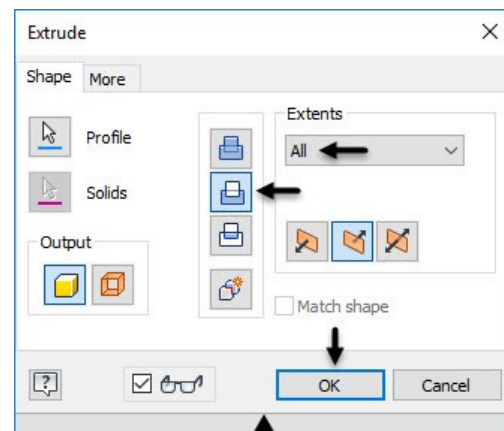 Extrude
Shape
More
Extents
Profile
All
Solids
Output
Match shape
?
OK
Cancel